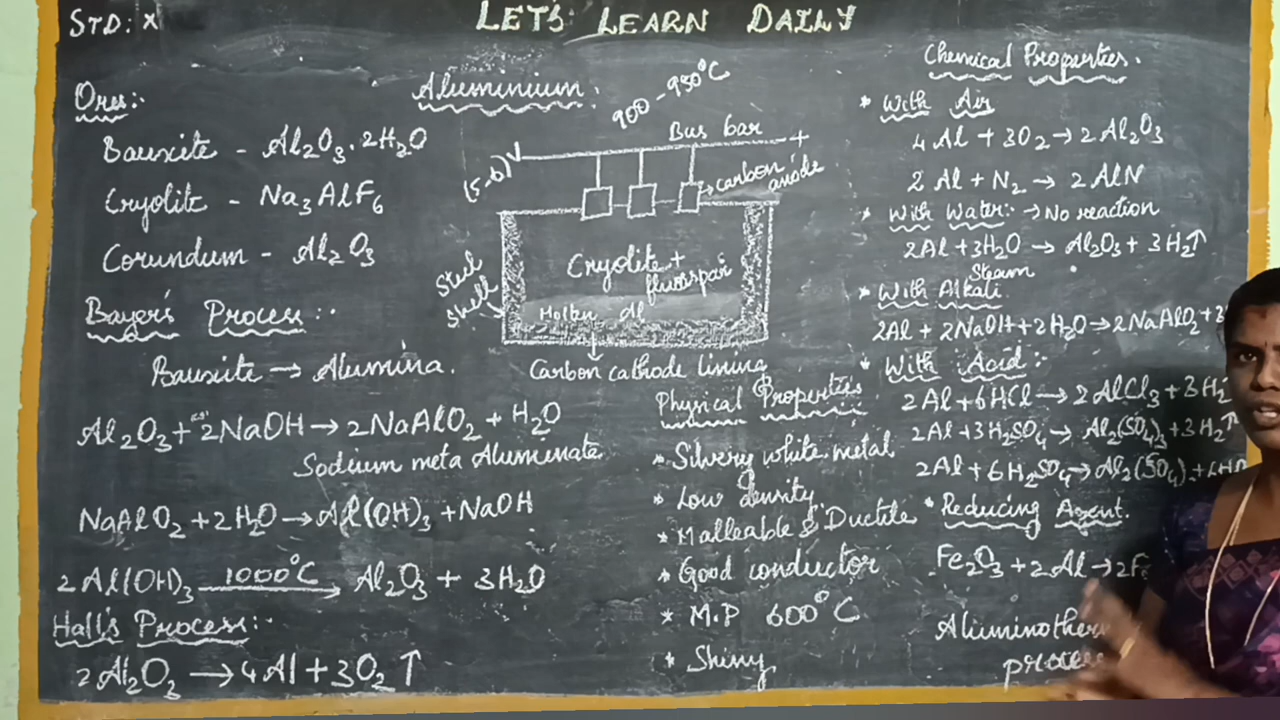 STD: X
LET'S LEARN DAILY
Aluminium:
Ores:-
Bauxite - Al₂O₃.2H₂O
Cryolite - Na₃AlF₆
Corundum - Al₂O₃
Bayer's Process:-
Bauxite → Alumina.
Al₂O₃ + 2NaOH → 2NaAlO₂ + H₂O
Sodium meta Aluminate
NaAlO₂ + 2H₂O → Al(OH)₃ + NaOH
2Al(OH)₃ 1000°C → Al₂O₃ + 3H₂O
Hall's Process:-
2Al₂O₃ → 4Al + 3O₂ ↑
900 - 950°C
Bus bar +
(5-6)V
→ carbon
anode
Cryolite +
fluorspar
Steel
Shell
Molten Al
Carbon cathode lining
Physical Properties
* Silvery white metal
* Low density
* Malleable & Ductile
* Good conductor
* M.P 600°C
* Shiny
Chemical Properties.
* With Air
4Al + 3O₂ → 2Al₂O₃
2Al + N₂ → 2AlN
* With Water:- → No reaction
2Al + 3H₂O → Al₂O₃ + 3H₂↑
Steam
* With Alkali
2Al + 2NaOH + 2H₂O → 2NaAlO₂ + 3
* With Acid:-
2Al + 6HCl → 2AlCl₃ + 3H₂
2Al + 3H₂SO₄ → Al₂(SO₄)₃ + 3H₂↑
2Al + 6H₂SO₄ → Al₂(SO₄) + 6H₂O
* Reducing Agent.
Fe₂O₃ + 2Al → 2Fe
Aluminother
proce